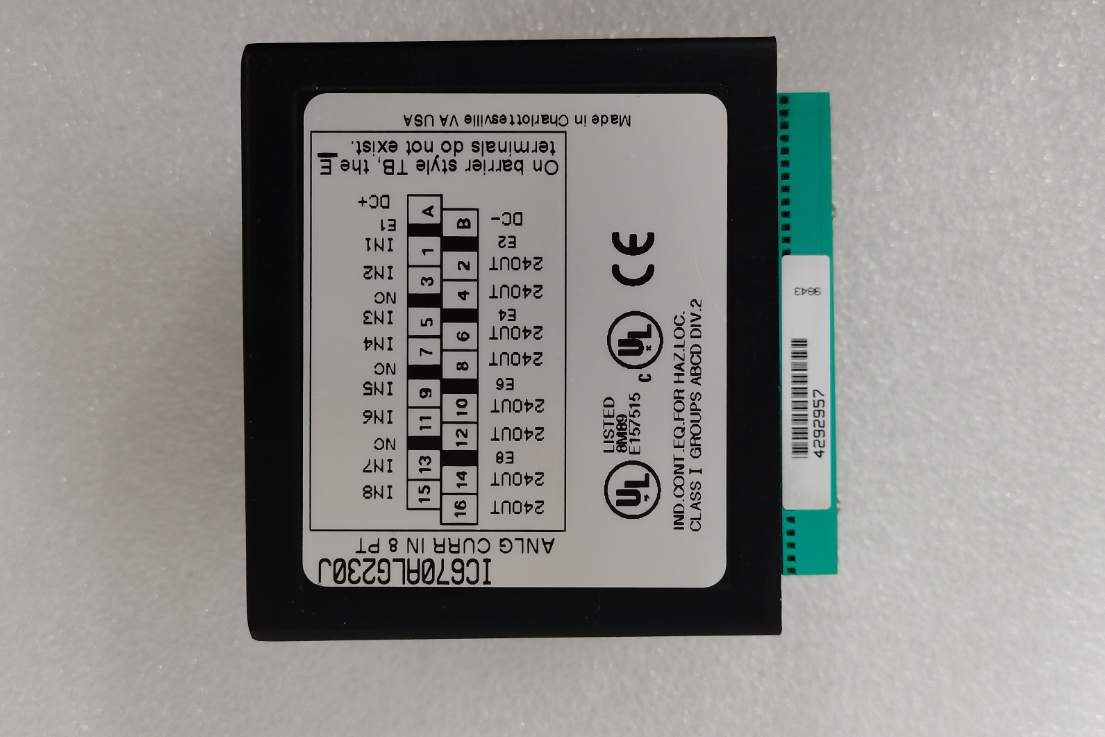 IC670ALG230J
ANLG CURR IN 8 PT
24OUT 16 15 IN8
24OUT 14 13 IN7
E8 NC
24OUT 12 11 IN6
24OUT 10 9 IN5
E6 NC
24OUT 8 7 IN4
24OUT 6 5 IN3
E4 NC
24OUT 4 3 IN2
24OUT 2 1 IN1
E2 E1
DC- B A DC+
On barrier style TB, the E
terminals do not exist.
Made in Charlottesville VA USA
UL
LISTED
8M89
E157515
C UL
CE
IND.CONT.EQ.FOR HAZ.LOC.
CLASS I GROUPS ABCD DIV.2
9843
4292957